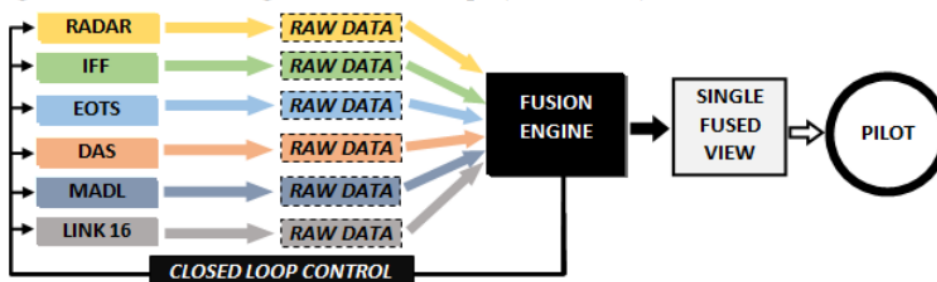 RADAR RAW DATA
IFF RAW DATA
EOTS RAW DATA
DAS RAW DATA
MADL RAW DATA
LINK 16 RAW DATA
FUSION
ENGINE
SINGLE
FUSED
VIEW
PILOT
CLOSED LOOP CONTROL